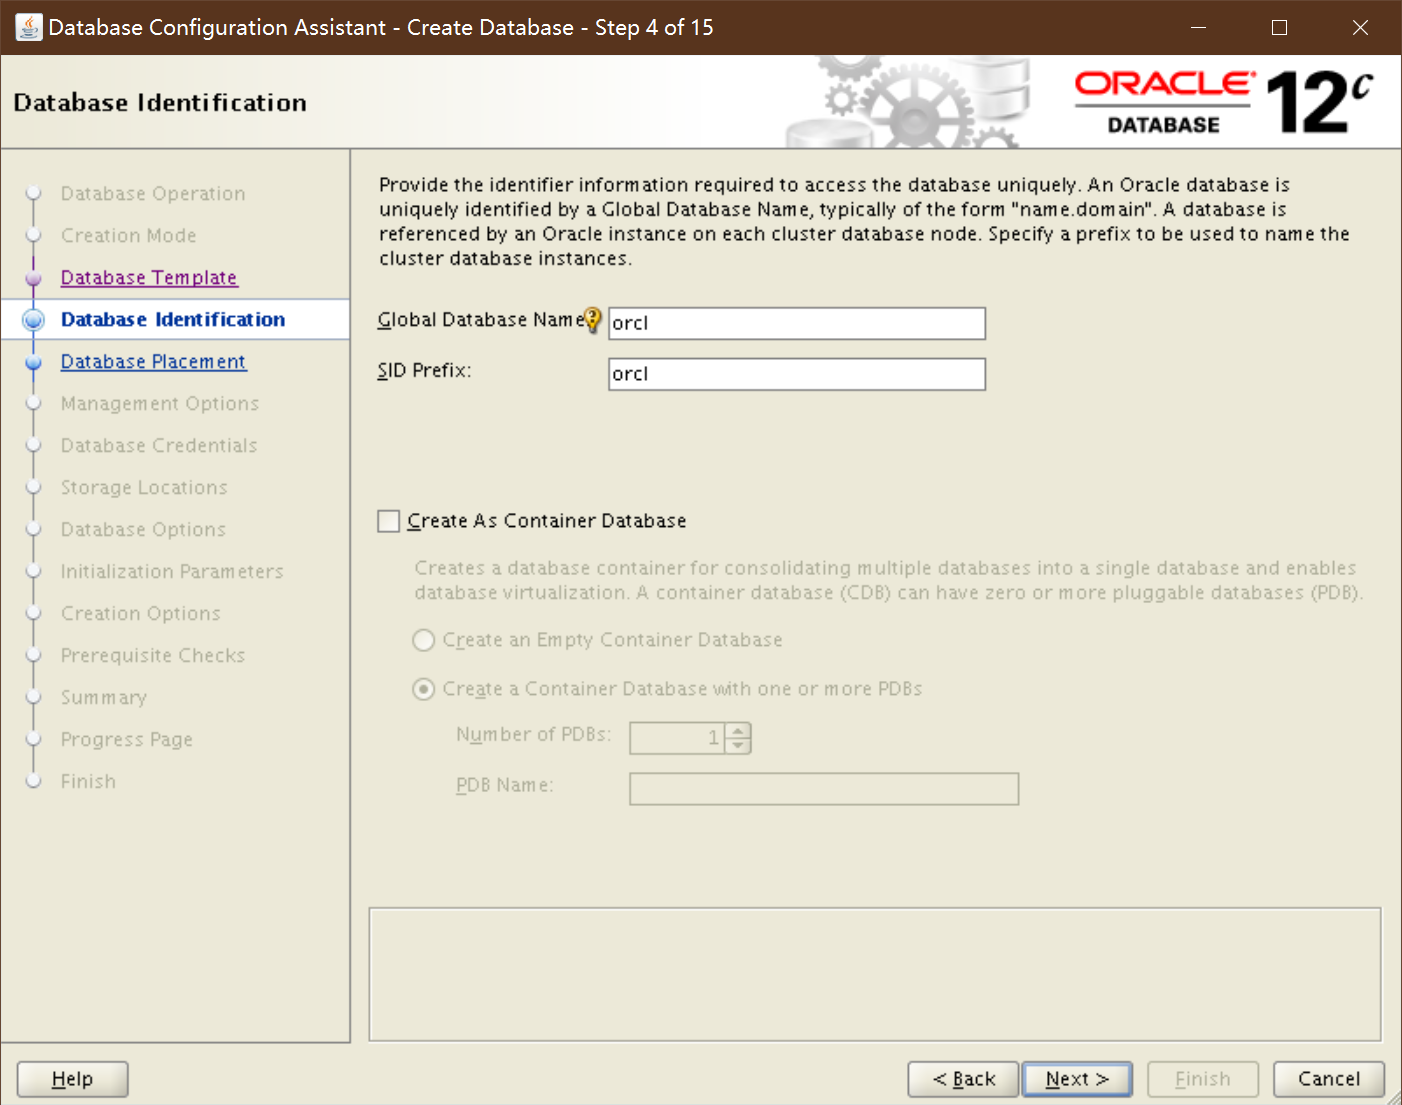 Database Configuration Assistant - Create Database - Step 4 of 15
Database Identification
ORACLE
DATABASE
12c
Database Operation
Creation Mode
Database Template
Database Identification
Database Placement
Management Options
Database Credentials
Storage Locations
Database Options
Initialization Parameters
Creation Options
Prerequisite Checks
Summary
Progress Page
Finish
Provide the identifier information required to access the database uniquely. An Oracle database is
uniquely identified by a Global Database Name, typically of the form "name.domain". A database is
referenced by an Oracle instance on each cluster database node. Specify a prefix to be used to name the
cluster database instances.
Global Database Name
orcl
SID Prefix:
orcl
Create As Container Database
Creates a database container for consolidating multiple databases into a single database and enables
database virtualization. A container database (CDB) can have zero or more pluggable databases (PDB).
Create an Empty Container Database
Create a Container Database with one or more PDBs
Number of PDBs:
1
PDB Name:
Help
< Back
Next >
Finish
Cancel